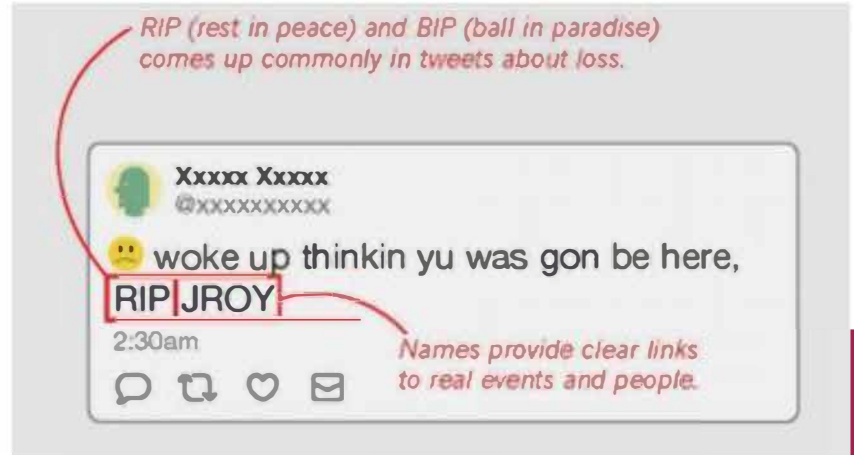 RIP (rest in peace) and BIP (ball in paradise)
comes up commonly in tweets about loss.
Xxxxx Xxxxx
@xxxxxxxxxx
🙁 woke up thinkin yu was gon be here,
RIP JROY
2:30am
Names provide clear links
to real events and people.